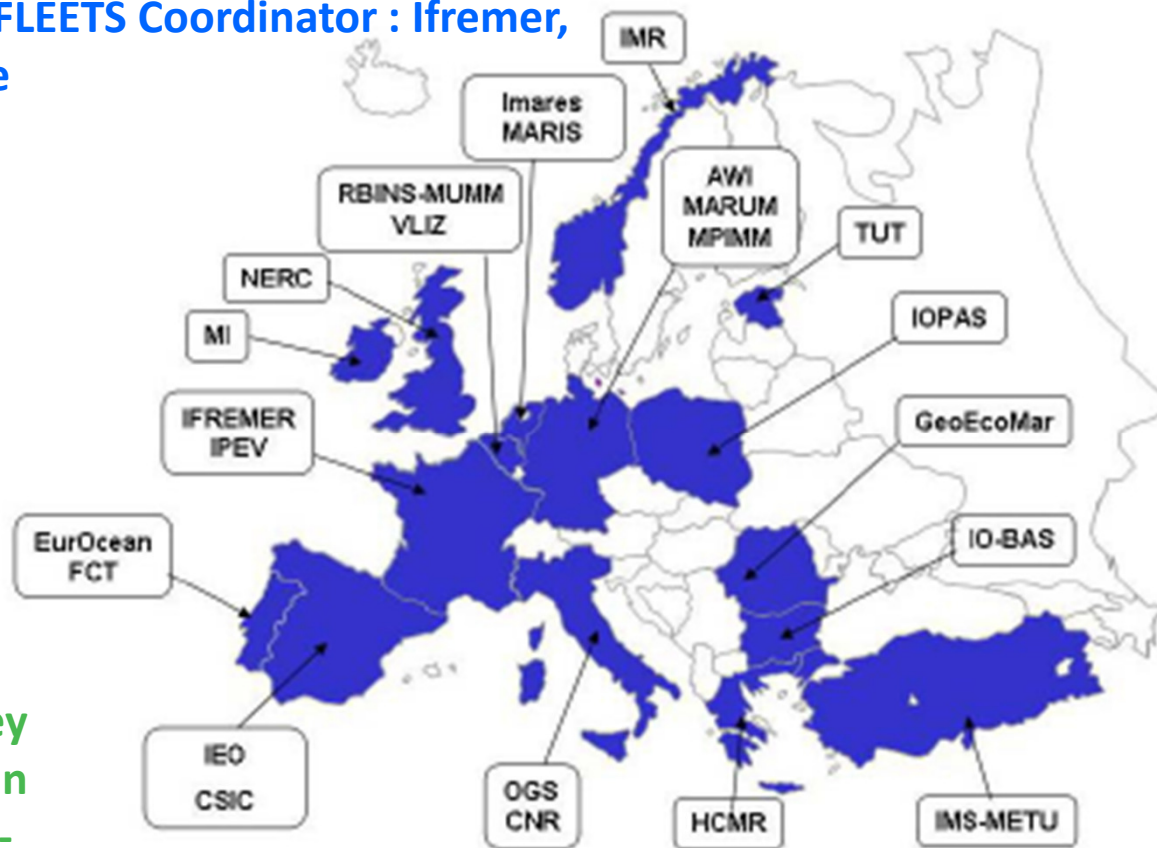 FLEETS Coordinator : Ifremer,
e
IMR
Imares
MARIS
RBINS-MUMM
VLIZ
AWI
MARUM
MPIMM
TUT
NERC
MI
IOPAS
IFREMER
IPEV
GeoEcoMar
EurOcean
FCT
IO-BAS
ey
n
IEO
CSIC
OGS
CNR
HCMR
IMS-METU